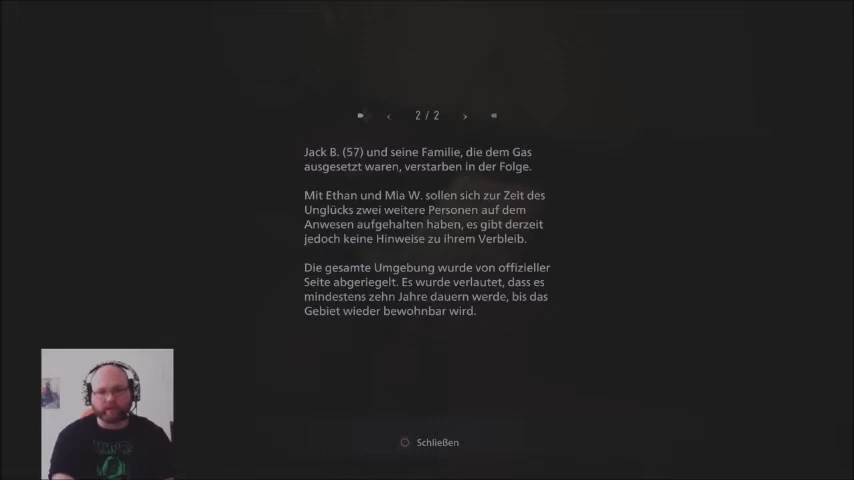 2 / 2
Jack B. (57) und seine Familie, die dem Gas
ausgesetzt waren, verstarben in der Folge.
Mit Ethan und Mia W. sollen sich zur Zeit des
Unglücks zwei weitere Personen auf dem
Anwesen aufgehalten haben, es gibt derzeit
jedoch keine Hinweise zu ihrem Verbleib.
Die gesamte Umgebung wurde von offizieller
Seite abgeriegelt. Es wurde verlautet, dass es
mindestens zehn Jahre dauern werde, bis das
Gebiet wieder bewohnbar wird.
Schließen